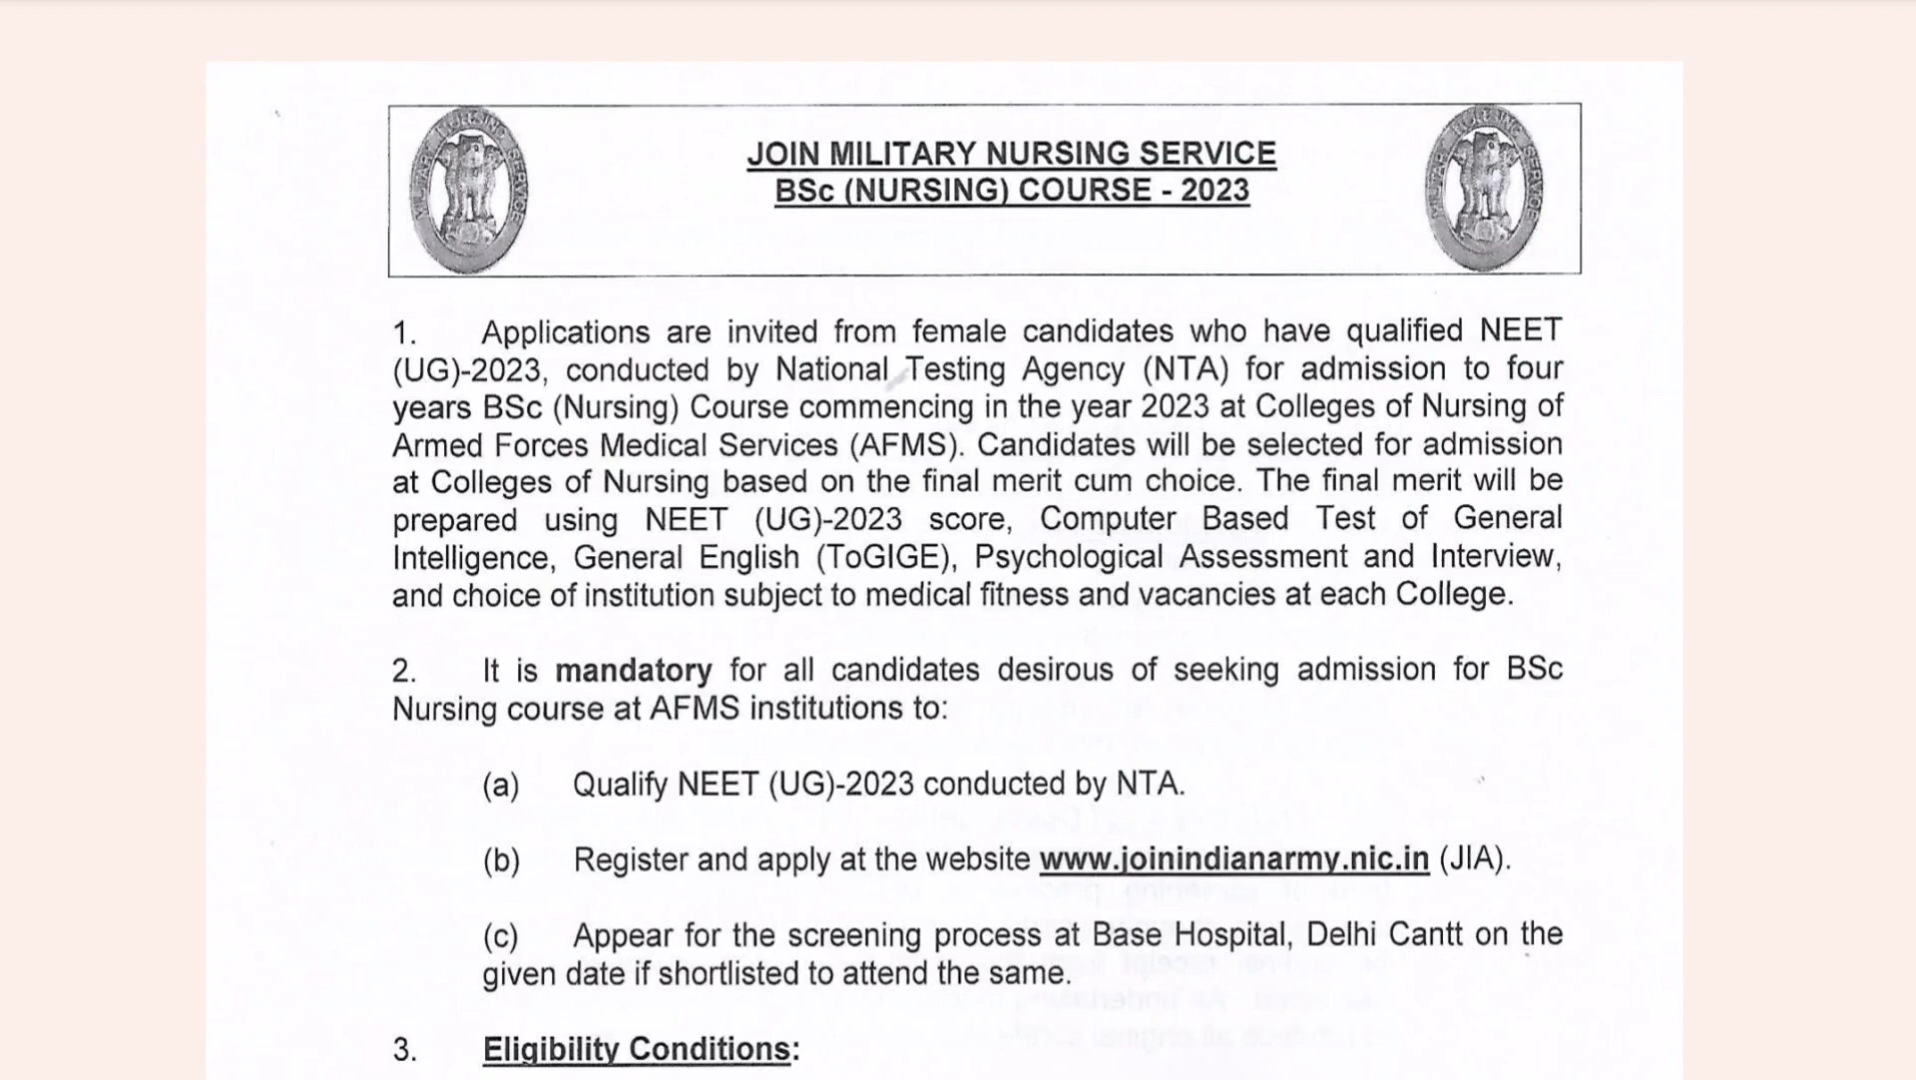 MILITARY NURSING SERVICE
JOIN MILITARY NURSING SERVICE
BSc (NURSING) COURSE - 2023
MILITARY NURSING SERVICE
1. Applications are invited from female candidates who have qualified NEET
(UG)-2023, conducted by National Testing Agency (NTA) for admission to four
years BSc (Nursing) Course commencing in the year 2023 at Colleges of Nursing of
Armed Forces Medical Services (AFMS). Candidates will be selected for admission
at Colleges of Nursing based on the final merit cum choice. The final merit will be
prepared using NEET (UG)-2023 score, Computer Based Test of General
Intelligence, General English (ToGIGE), Psychological Assessment and Interview,
and choice of institution subject to medical fitness and vacancies at each College.
2. It is mandatory for all candidates desirous of seeking admission for BSc
Nursing course at AFMS institutions to:
(a) Qualify NEET (UG)-2023 conducted by NTA.
(b) Register and apply at the website www.joinindianarmy.nic.in (JIA).
(c) Appear for the screening process at Base Hospital, Delhi Cantt on the
given date if shortlisted to attend the same.
3. Eligibility Conditions: